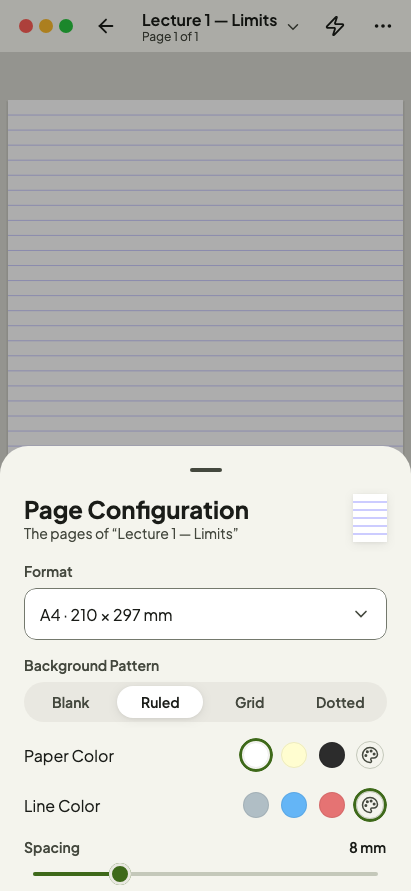 Lecture 1 — Limits
Page 1 of 1
Page Configuration
The pages of “Lecture 1 — Limits”
Format
A4 · 210 × 297 mm
Background Pattern
Blank Ruled Grid Dotted
Paper Color
Line Color
Spacing 8 mm